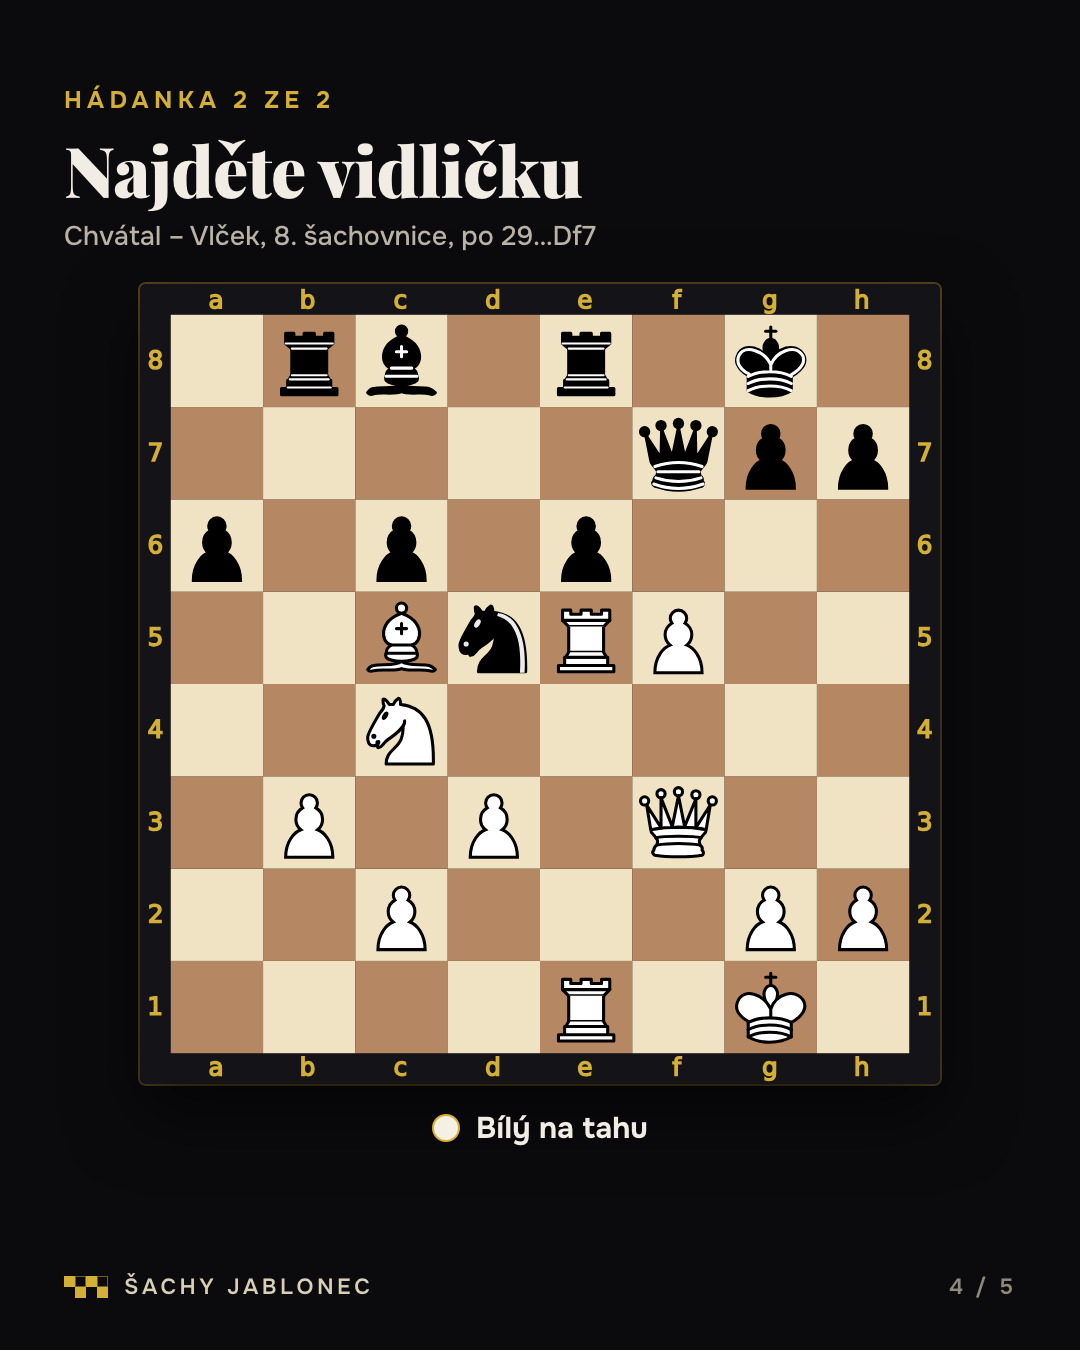 HÁDANKA 2 ZE 2
Najděte vidličku
Chvátal – Vlček, 8. šachovnice, po 29…Df7
a b c d e f g h
8 8
7 7
6 6
5 5
4 4
3 3
2 2
1 1
a b c d e f g h
Bílý na tahu
ŠACHY JABLONEC
4 / 5